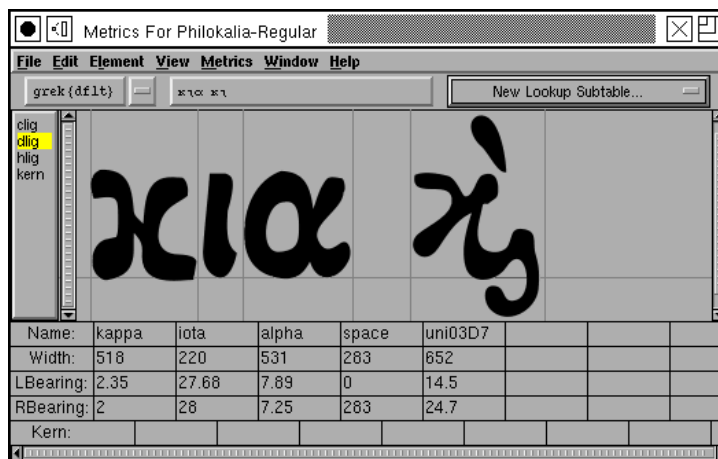 Metrics For Philokalia-Regular
File Edit Element View Metrics Window Help
grek{dflt} ϰια ϰι New Lookup Subtable...
clig
dlig
hlig
kern
ϰια ϗ
Name: kappa iota alpha space uni03D7
Width: 518 220 531 283 652
LBearing: 2.35 27.68 7.89 0 14.5
RBearing: 2 28 7.25 283 24.7
Kern: